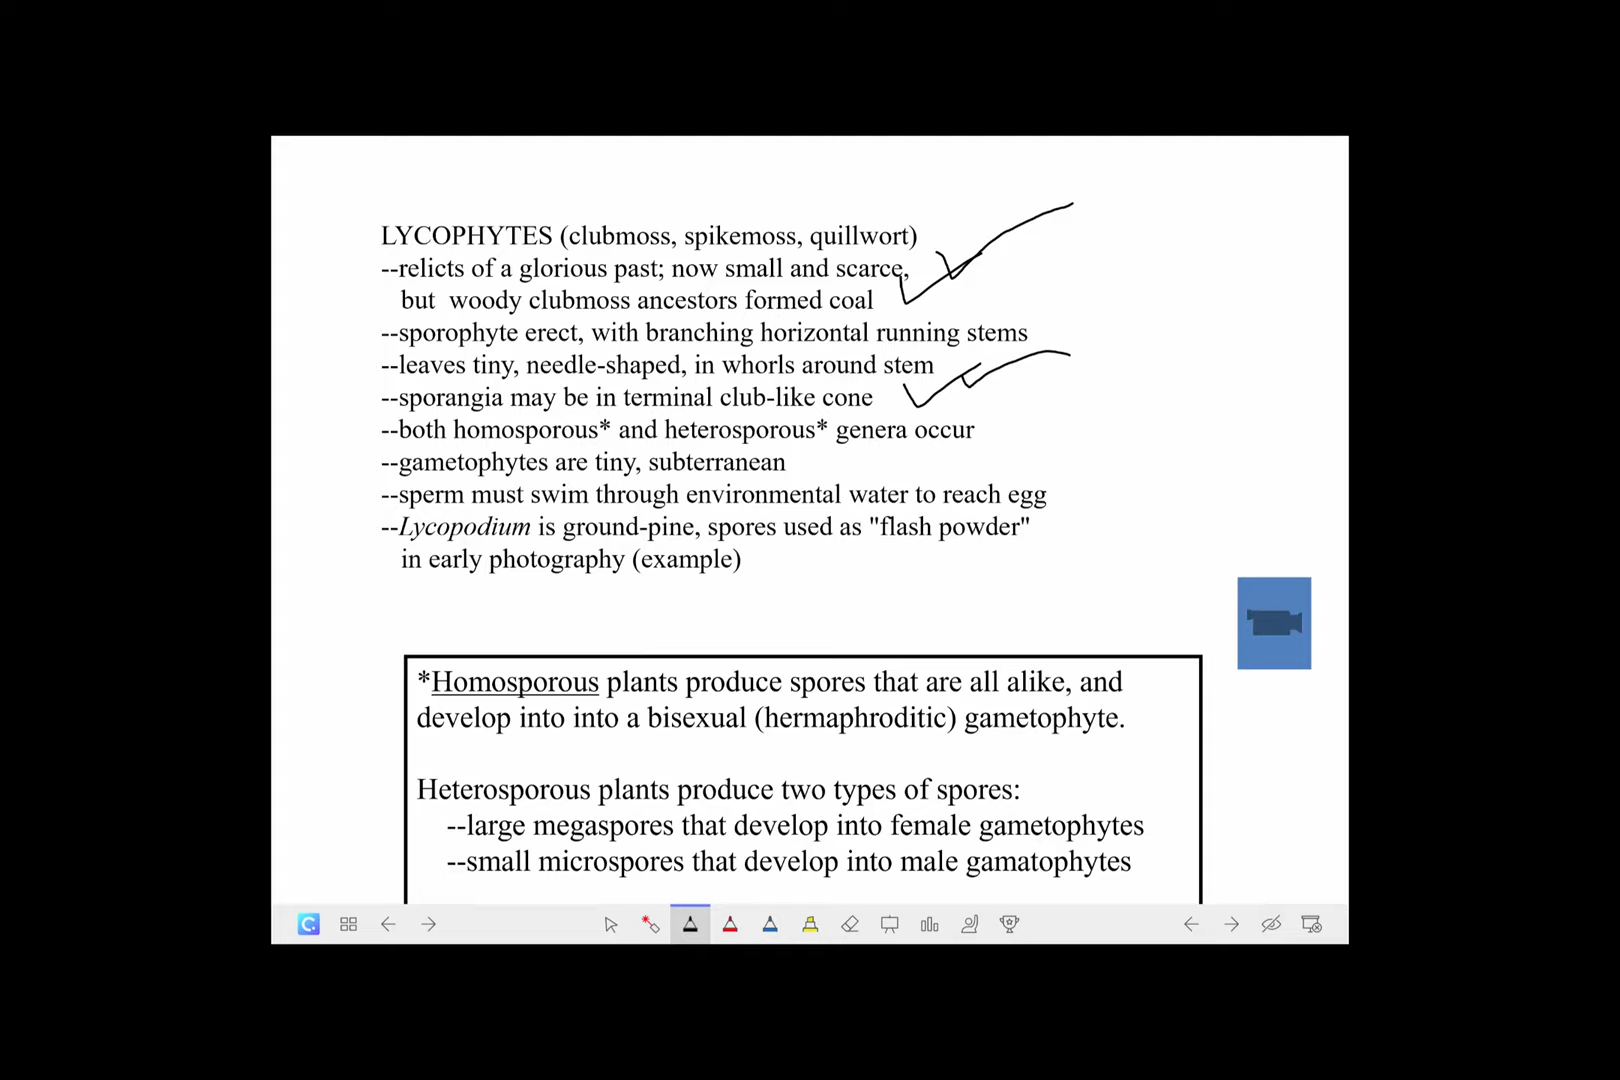 LYCOPHYTES (clubmoss, spikemoss, quillwort)
--relicts of a glorious past; now small and scarce,
but woody clubmoss ancestors formed coal
--sporophyte erect, with branching horizontal running stems
--leaves tiny, needle-shaped, in whorls around stem
--sporangia may be in terminal club-like cone
--both homosporous* and heterosporous* genera occur
--gametophytes are tiny, subterranean
--sperm must swim through environmental water to reach egg
--Lycopodium is ground-pine, spores used as "flash powder"
in early photography (example)
*Homosporous plants produce spores that are all alike, and
develop into into a bisexual (hermaphroditic) gametophyte.
Heterosporous plants produce two types of spores:
--large megaspores that develop into female gametophytes
--small microspores that develop into male gamatophytes